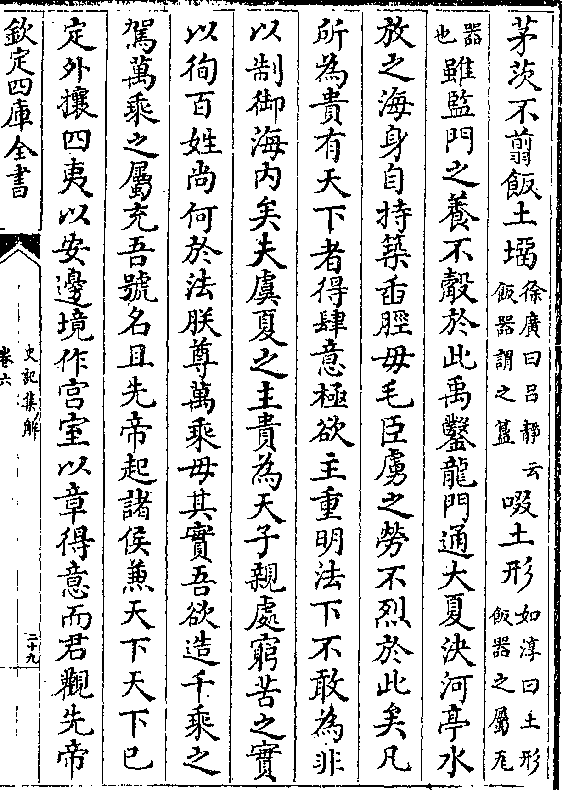 茅茨不翦飯土塯徐廣曰呂靜云飯器謂之簋啜土形如淳曰土形飯器之屬瓦
器也雖監門之養不觳於此禹鑿龍門通大夏決河亭水
放之海身自持築臿脛毋毛臣虜之勞不烈於此矣凡
所為貴有天下者得肆意極欲主重明法下不敢為非
以制御海內矣夫虞夏之主貴為天子親處窮苦之實
以徇百姓尚何於法朕尊萬乘毋其實吾欲造千乘之
駕萬乘之屬充吾號名且先帝起諸侯兼天下天下已
定外攘四夷以安邊境作宮室以章得意而君觀先帝
欽定四庫全書
史記集解
卷六
二十九